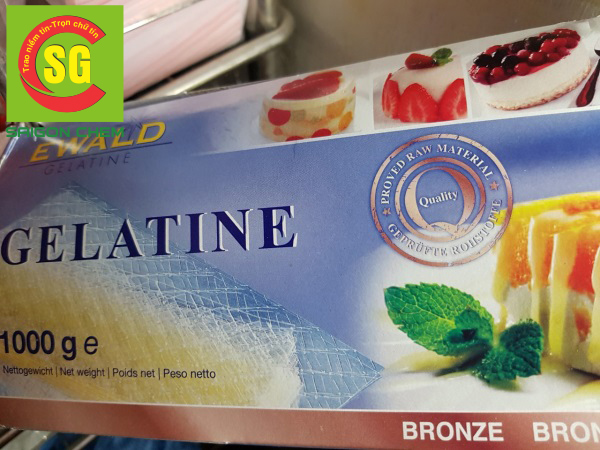 Trao niềm tin-Trọn chữ tín
SG
SAIGON CHEM
EWALD
GELATINE
PROVED RAW MATERIAL
Quality
GEPRÜFTE ROHSTOFFE
GELATINE
1000 g e
Nettogewicht | Net weight | Poids net | Peso netto
BRONZE BRON